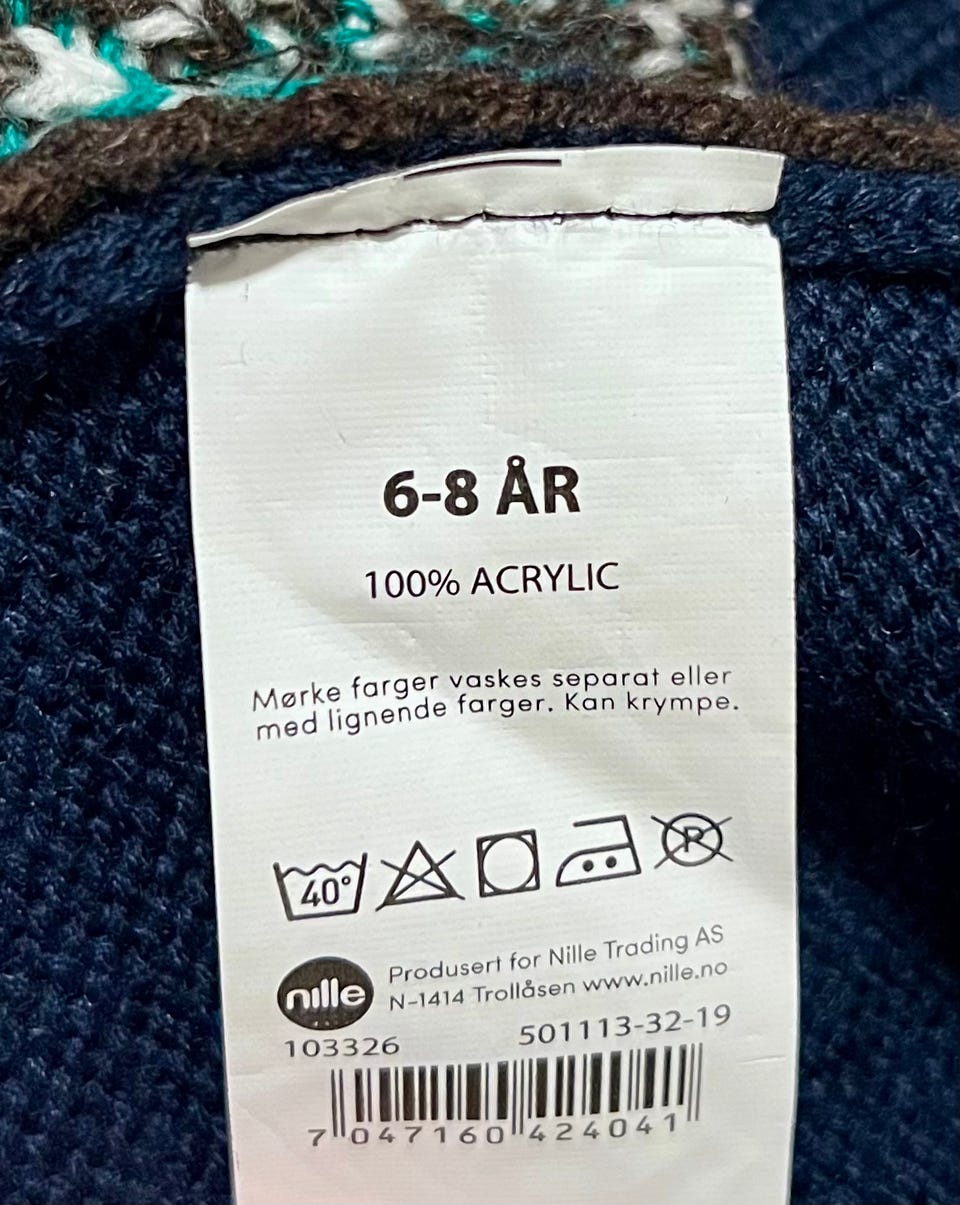 6-8 ÅR
100% ACRYLIC
Mørke farger vaskes separat eller
med lignende farger. Kan krympe.
40°
P
Produsert for Nille Trading AS
nille
N-1414 Trollåsen www.nille.no
103326
501113-32-19
7 047160 424041